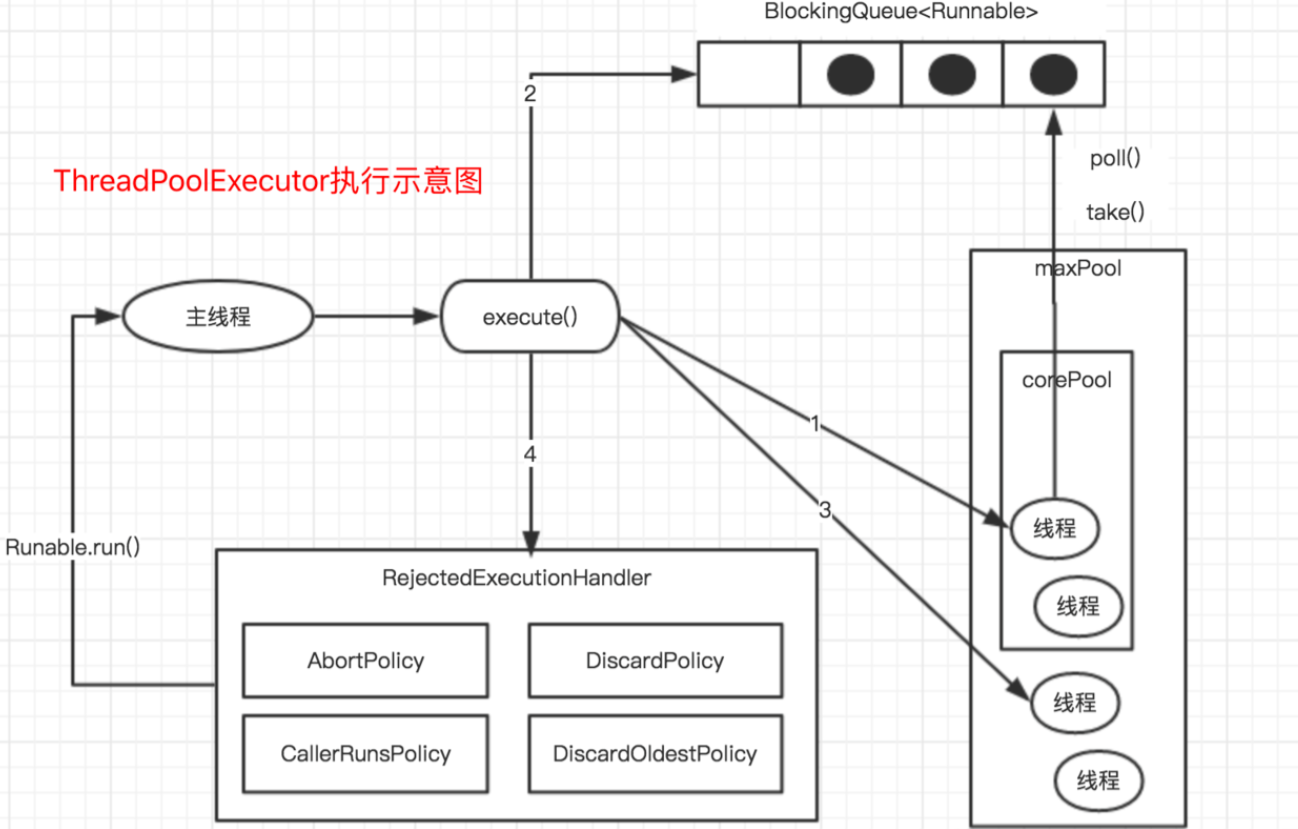 BlockingQueue<Runnable>
2
ThreadPoolExecutor执行示意图
poll()
take()
maxPool
主线程
execute()
corePool
1
4
3
线程
Runable.run()
RejectedExecutionHandler
线程
AbortPolicy
DiscardPolicy
线程
CallerRunsPolicy
DiscardOldestPolicy
线程